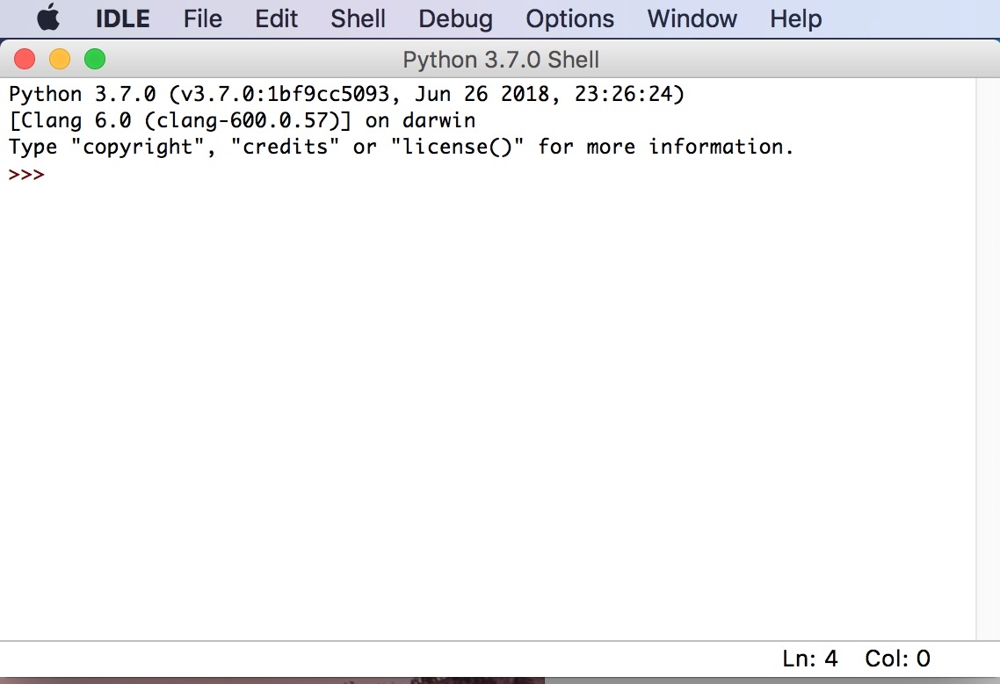 IDLE File Edit Shell Debug Options Window Help
Python 3.7.0 Shell
Python 3.7.0 (v3.7.0:1bf9cc5093, Jun 26 2018, 23:26:24)
[Clang 6.0 (clang-600.0.57)] on darwin
Type "copyright", "credits" or "license()" for more information.
>>>
Ln: 4 Col: 0